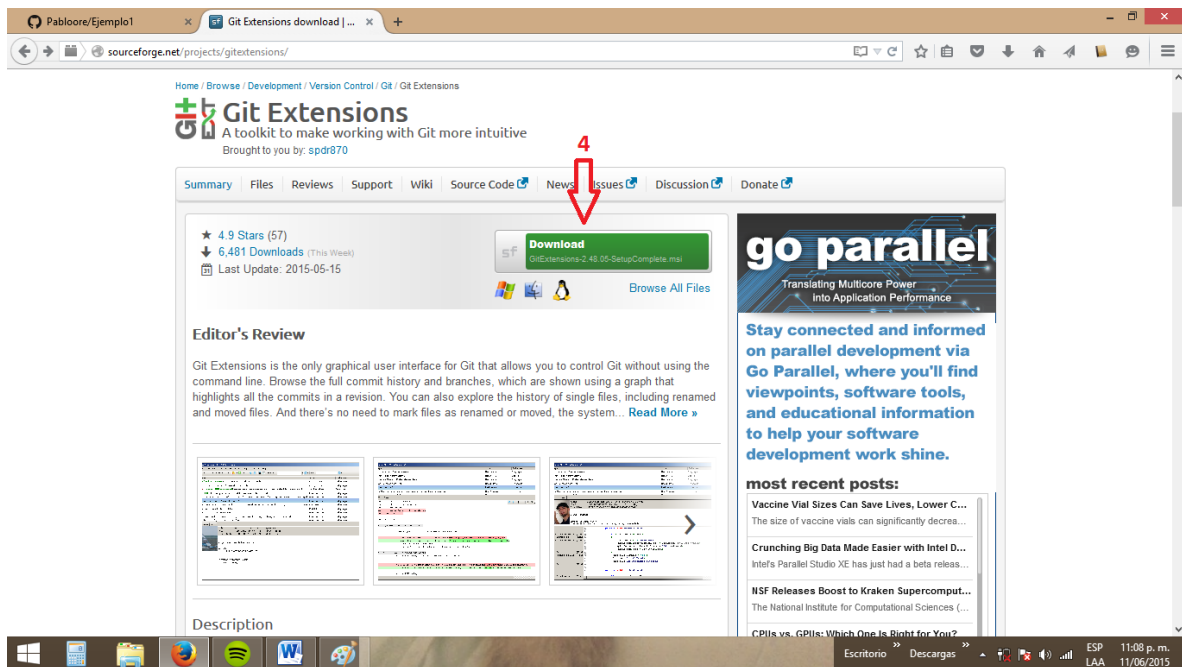 Pabloore/Ejemplo1
Git Extensions download | ...
sourceforge.net/projects/gitextensions/
Home / Browse / Development / Version Control / Git / Git Extensions
Git Extensions
A toolkit to make working with Git more intuitive
Brought to you by: spdr870
4
Summary Files Reviews Support Wiki Source Code News Issues Discussion Donate
4.9 Stars (57)
6,481 Downloads (This Week)
Last Update: 2015-05-15
sf Download
GitExtensions-2.48.05-SetupComplete.msi
Browse All Files
Editor's Review
Git Extensions is the only graphical user interface for Git that allows you to control Git without using the
command line. Browse the full commit history and branches, which are shown using a graph that
highlights all the commits in a revision. You can also explore the history of single files, including renamed
and moved files. And there's no need to mark files as renamed or moved, the system... Read More »
Description
go parallel
Translating Multicore Power
into Application Performance
Stay connected and informed
on parallel development via
Go Parallel, where you'll find
viewpoints, software tools,
and educational information
to help your software
development work shine.
most recent posts:
Vaccine Vial Sizes Can Save Lives, Lower C...
The size of vaccine vials can significantly decrea...
Crunching Big Data Made Easier with Intel D...
Intel's Parallel Studio XE has just had a beta releas...
NSF Releases Boost to Kraken Supercomput...
The National Institute for Computational Sciences (...
CPUs vs. GPUs: Which One Is Right for You?
Escritorio » Descargas »
ESP
LAA
11:08 p. m.
11/06/2015